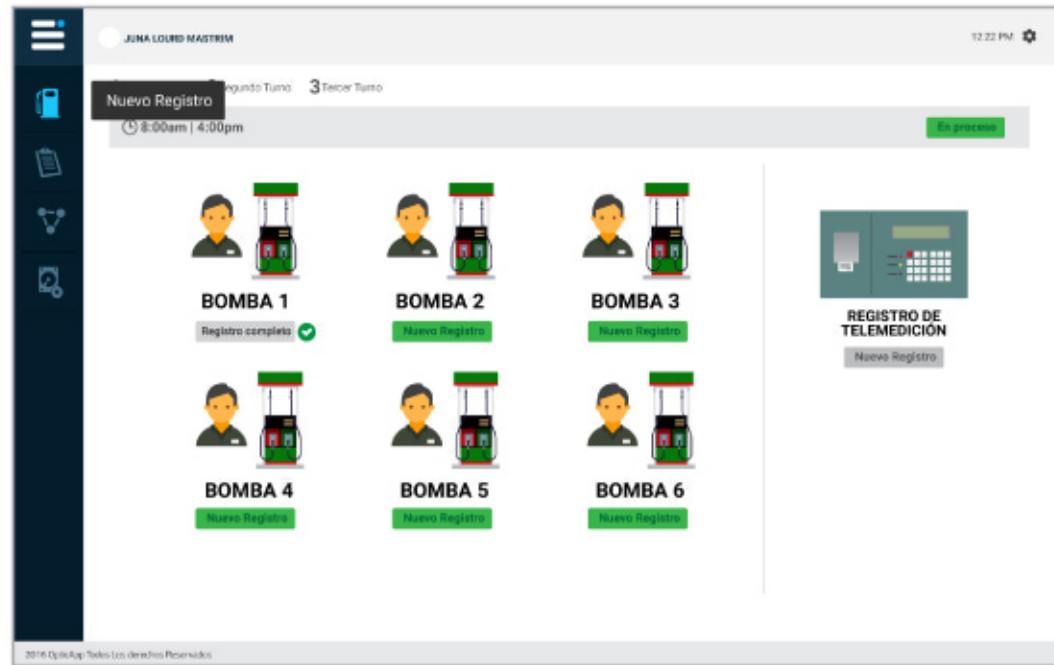 JUNA LOURD MASTRIM
12:22 PM
Nuevo Registro
egundo Turno
3 Tercer Turno
8:00am | 4:00pm
En proceso
BOMBA 1
BOMBA 2
BOMBA 3
Registro completo
Nuevo Registro
Nuevo Registro
REGISTRO DE
TELEMEDICIÓN
Nuevo Registro
BOMBA 4
BOMBA 5
BOMBA 6
Nuevo Registro
Nuevo Registro
Nuevo Registro
2016 OpticApp Todos Los derechos Reservados